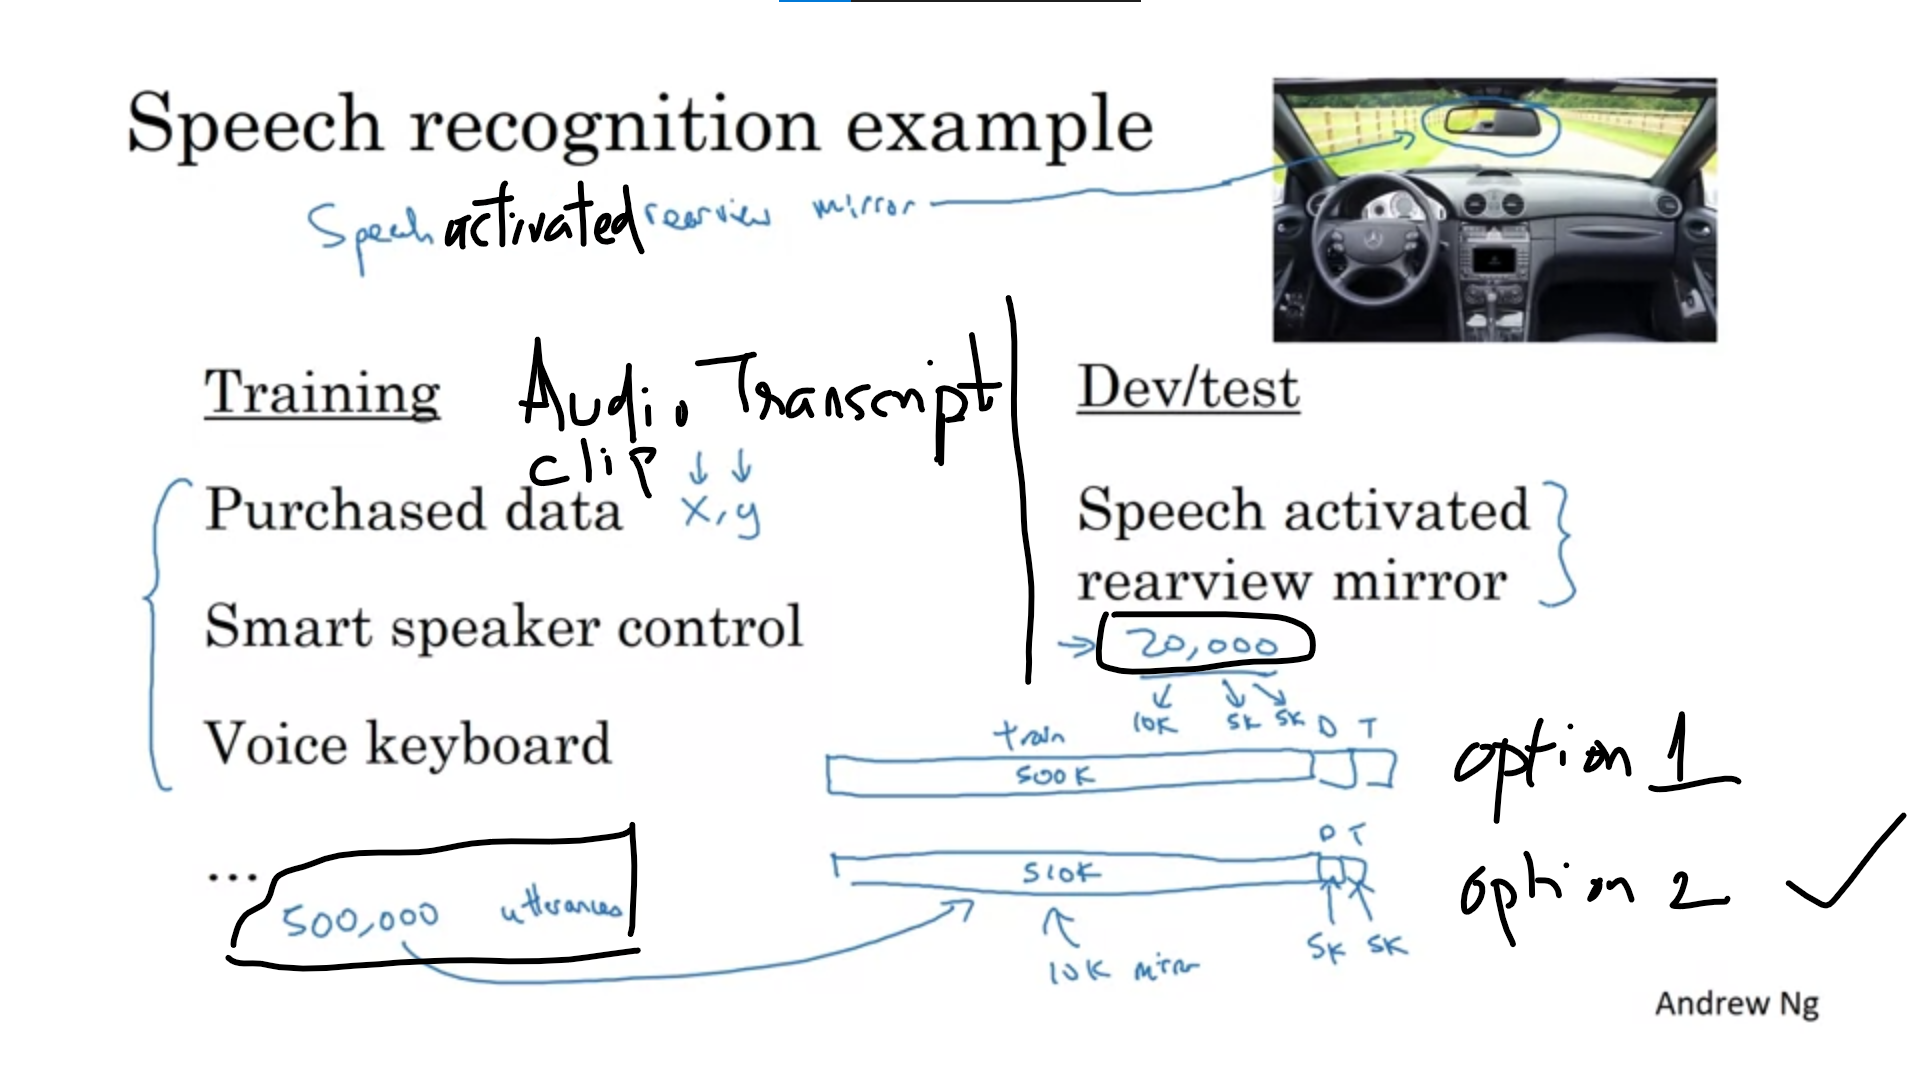 Speech recognition example
Speech activated rearview mirror
Training
Audio Transcript
clip
Purchased data x, y
Smart speaker control
Voice keyboard
...
500,000 utterances
Dev/test
Speech activated
rearview mirror
20,000
10K 5K 5K
train D T
500K
option 1
D T
510K
option 2
10K mirror
5K 5K
Andrew Ng